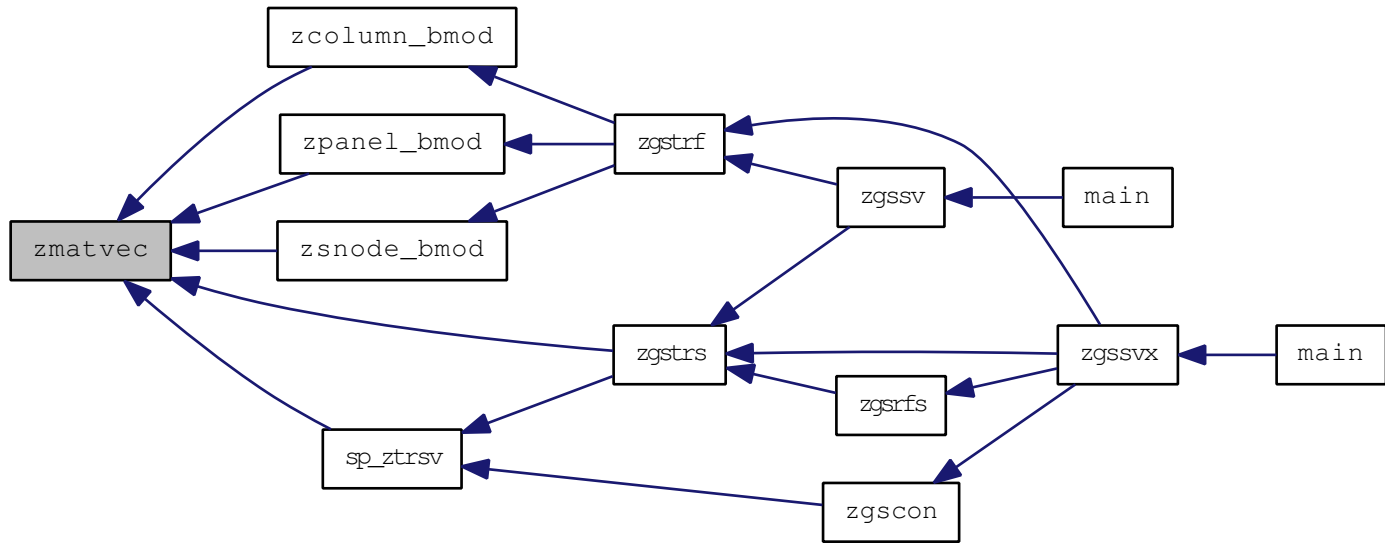 zcolumn_bmod
zpanel_bmod
zgstrf
zgssv
main
zmatvec
zsnode_bmod
zgstrs
zgssvx
main
zgsrfs
sp_ztrsv
zgscon